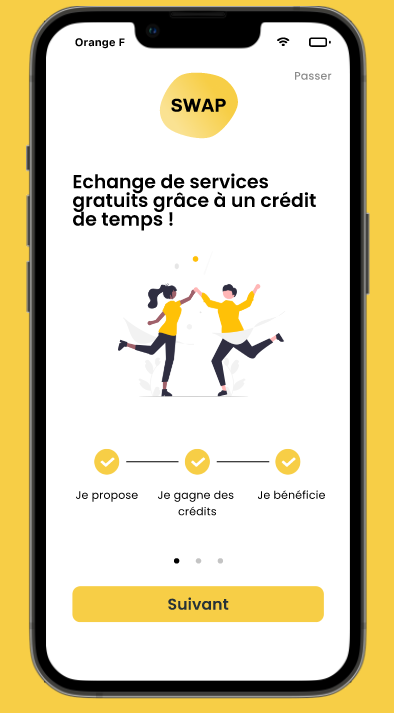 Orange F
Passer
SWAP
Echange de services
gratuits grâce à un crédit
de temps !
Je propose
Je gagne des
crédits
Je bénéficie
Suivant